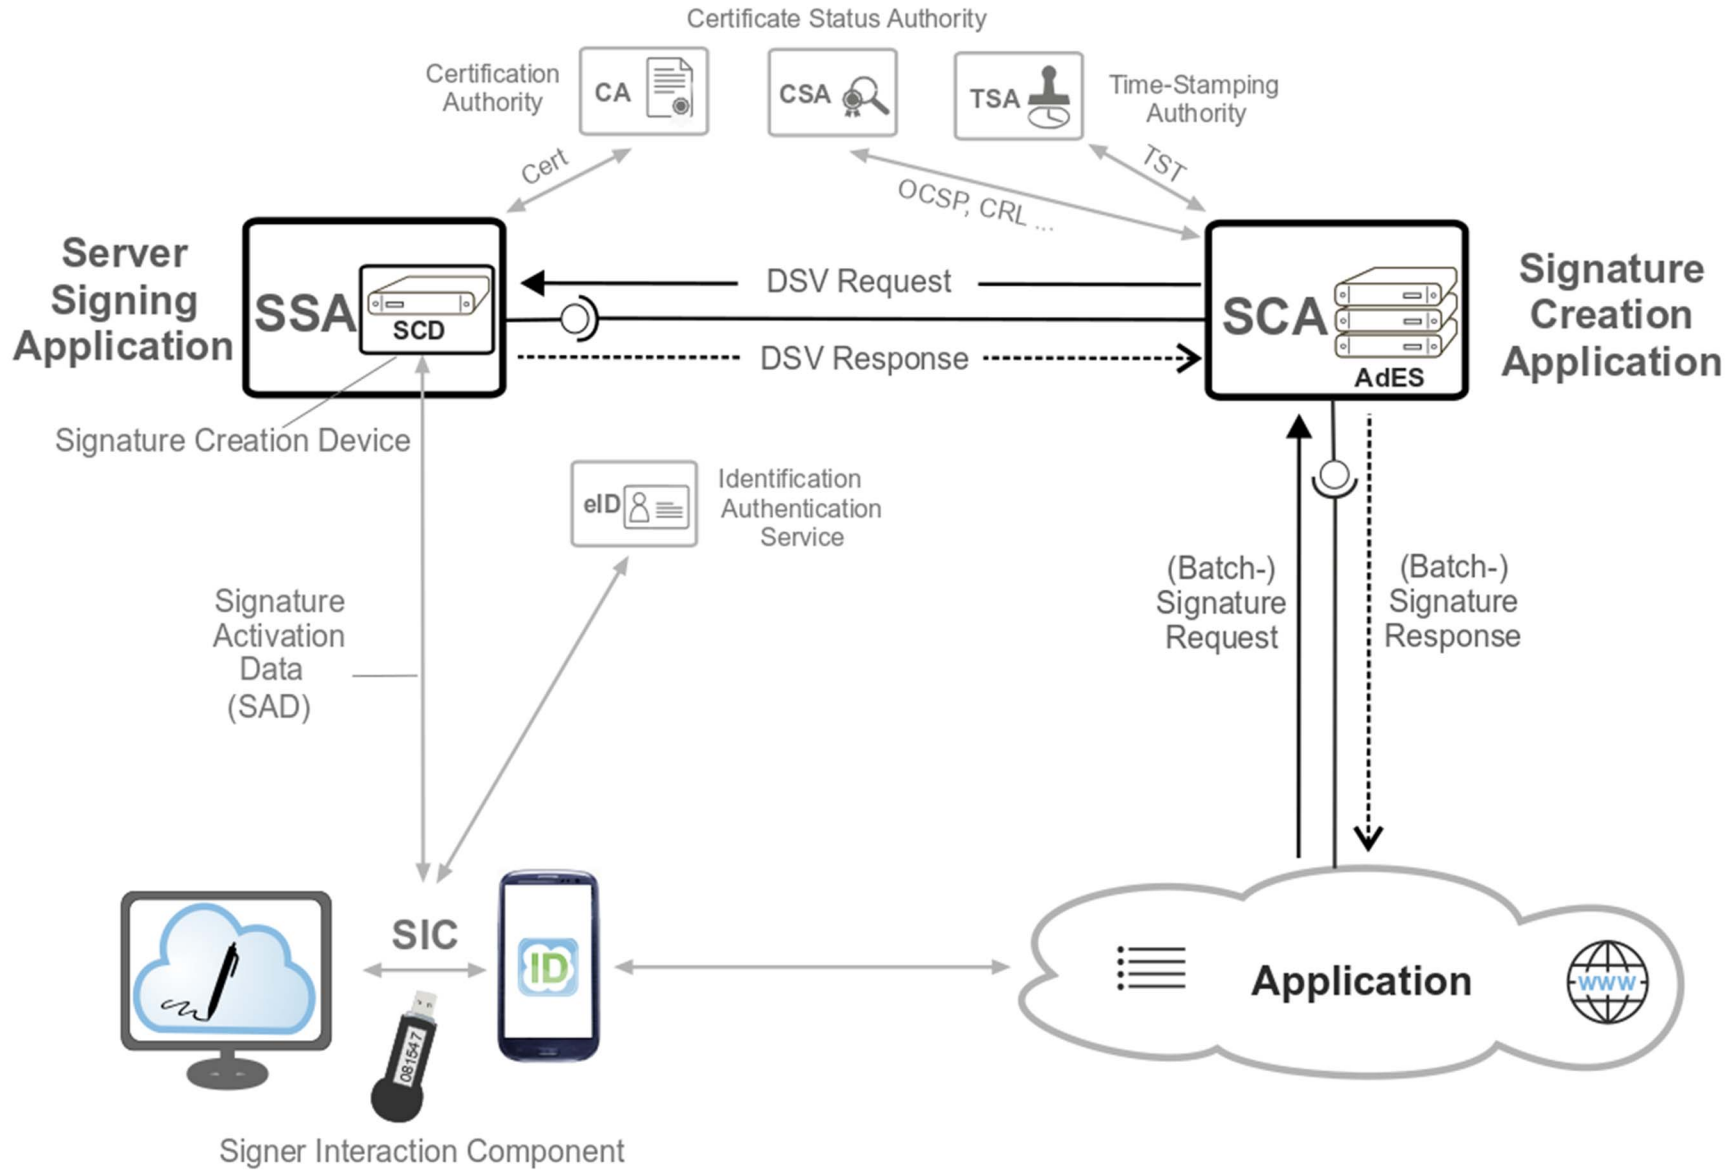 Certificate Status Authority
Certification
Authority
CA
CSA
TSA
Time-Stamping
Authority
Cert
OCSP, CRL ...
TST
Server
Signing
Application
SSA
SCD
DSV Request
DSV Response
SCA
AdES
Signature
Creation
Application
Signature Creation Device
eID
Identification
Authentication
Service
Signature
Activation
Data
(SAD)
(Batch-)
Signature
Request
(Batch-)
Signature
Response
SIC
ID
081547
Application
www
Signer Interaction Component